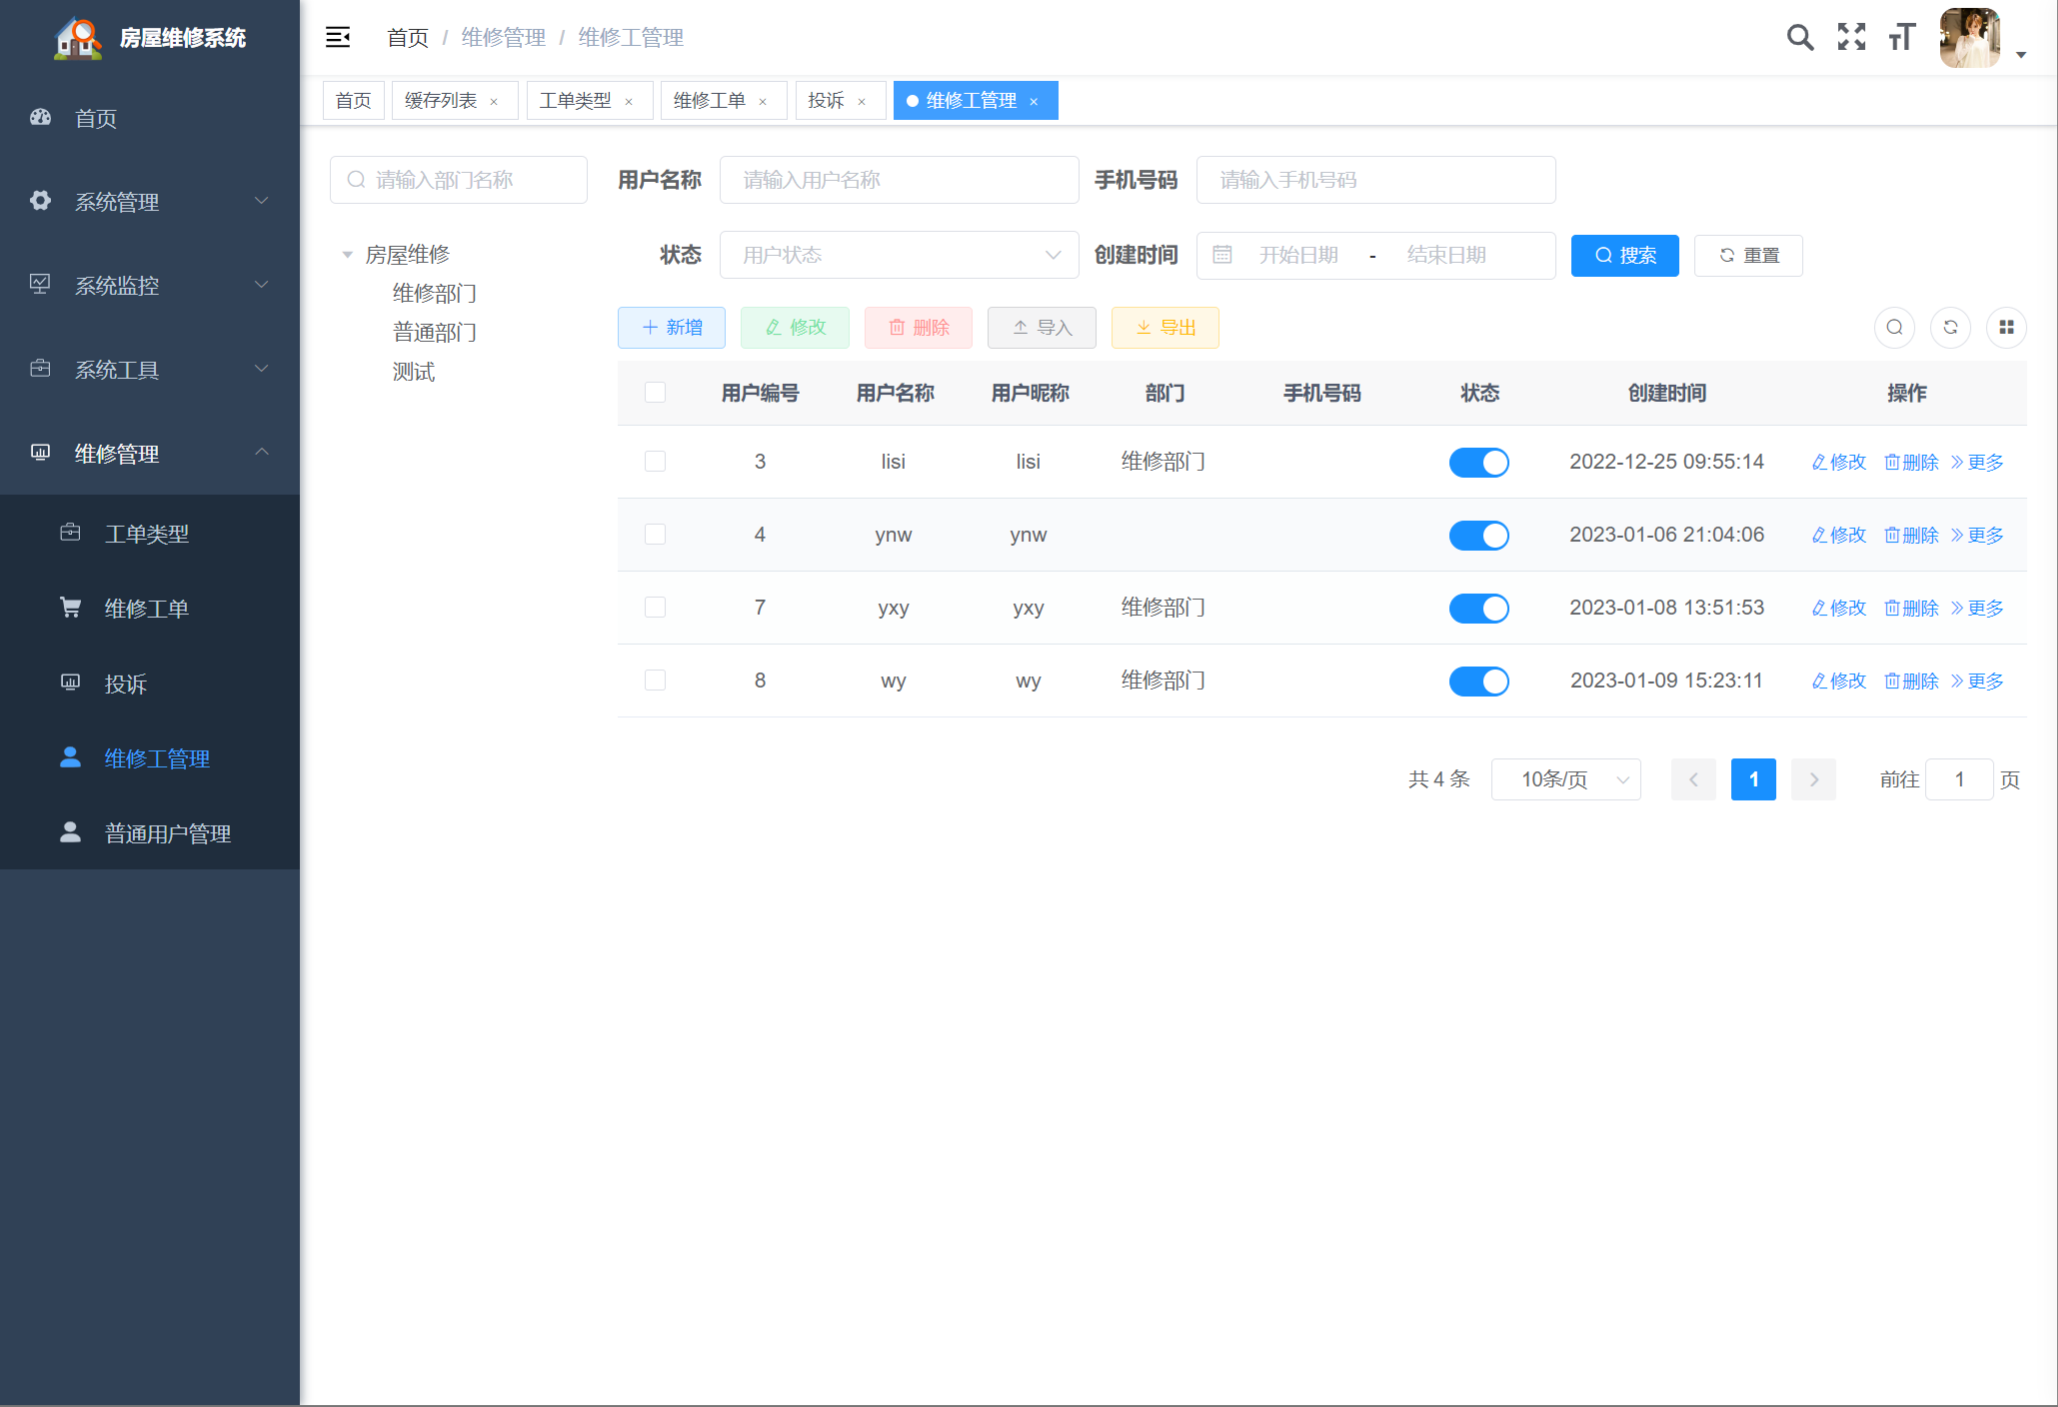 房屋维修系统
首页
系统管理
系统监控
系统工具
维修管理
工单类型
维修工单
投诉
维修工管理
普通用户管理
首页 / 维修管理 / 维修工管理
首页 缓存列表 × 工单类型 × 维修工单 × 投诉 × 维修工管理 ×
请输入部门名称
房屋维修
维修部门
普通部门
测试
用户名称 请输入用户名称 手机号码 请输入手机号码
状态 用户状态 创建时间 开始日期 - 结束日期 搜索 重置
新增 修改 删除 导入 导出
用户编号 用户名称 用户昵称 部门 手机号码 状态 创建时间 操作
3 lisi lisi 维修部门 2022-12-25 09:55:14 修改 删除 更多
4 ynw ynw 2023-01-06 21:04:06 修改 删除 更多
7 yxy yxy 维修部门 2023-01-08 13:51:53 修改 删除 更多
8 wy wy 维修部门 2023-01-09 15:23:11 修改 删除 更多
共 4 条 10条/页 1 前往 1 页